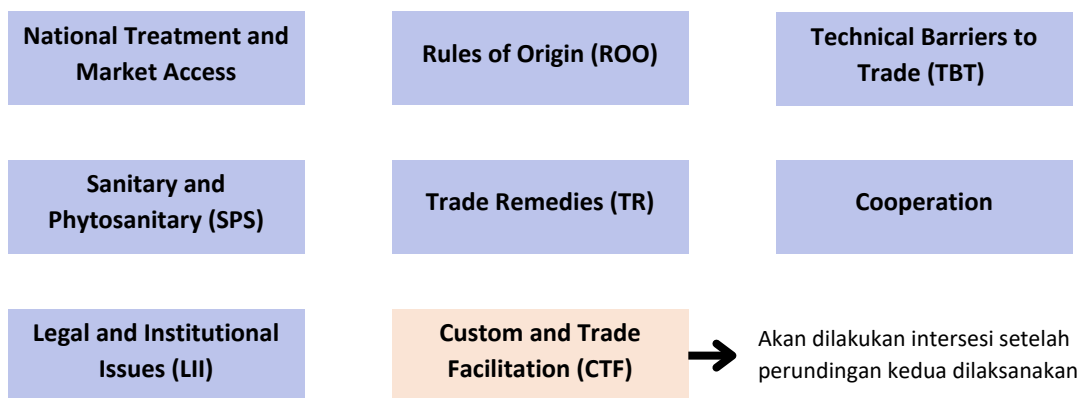 National Treatment and
Market Access
Rules of Origin (ROO)
Technical Barriers to
Trade (TBT)
Sanitary and
Phytosanitary (SPS)
Trade Remedies (TR)
Cooperation
Legal and Institutional
Issues (LII)
Custom and Trade
Facilitation (CTF)
Akan dilakukan intersesi setelah
perundingan kedua dilaksanakan